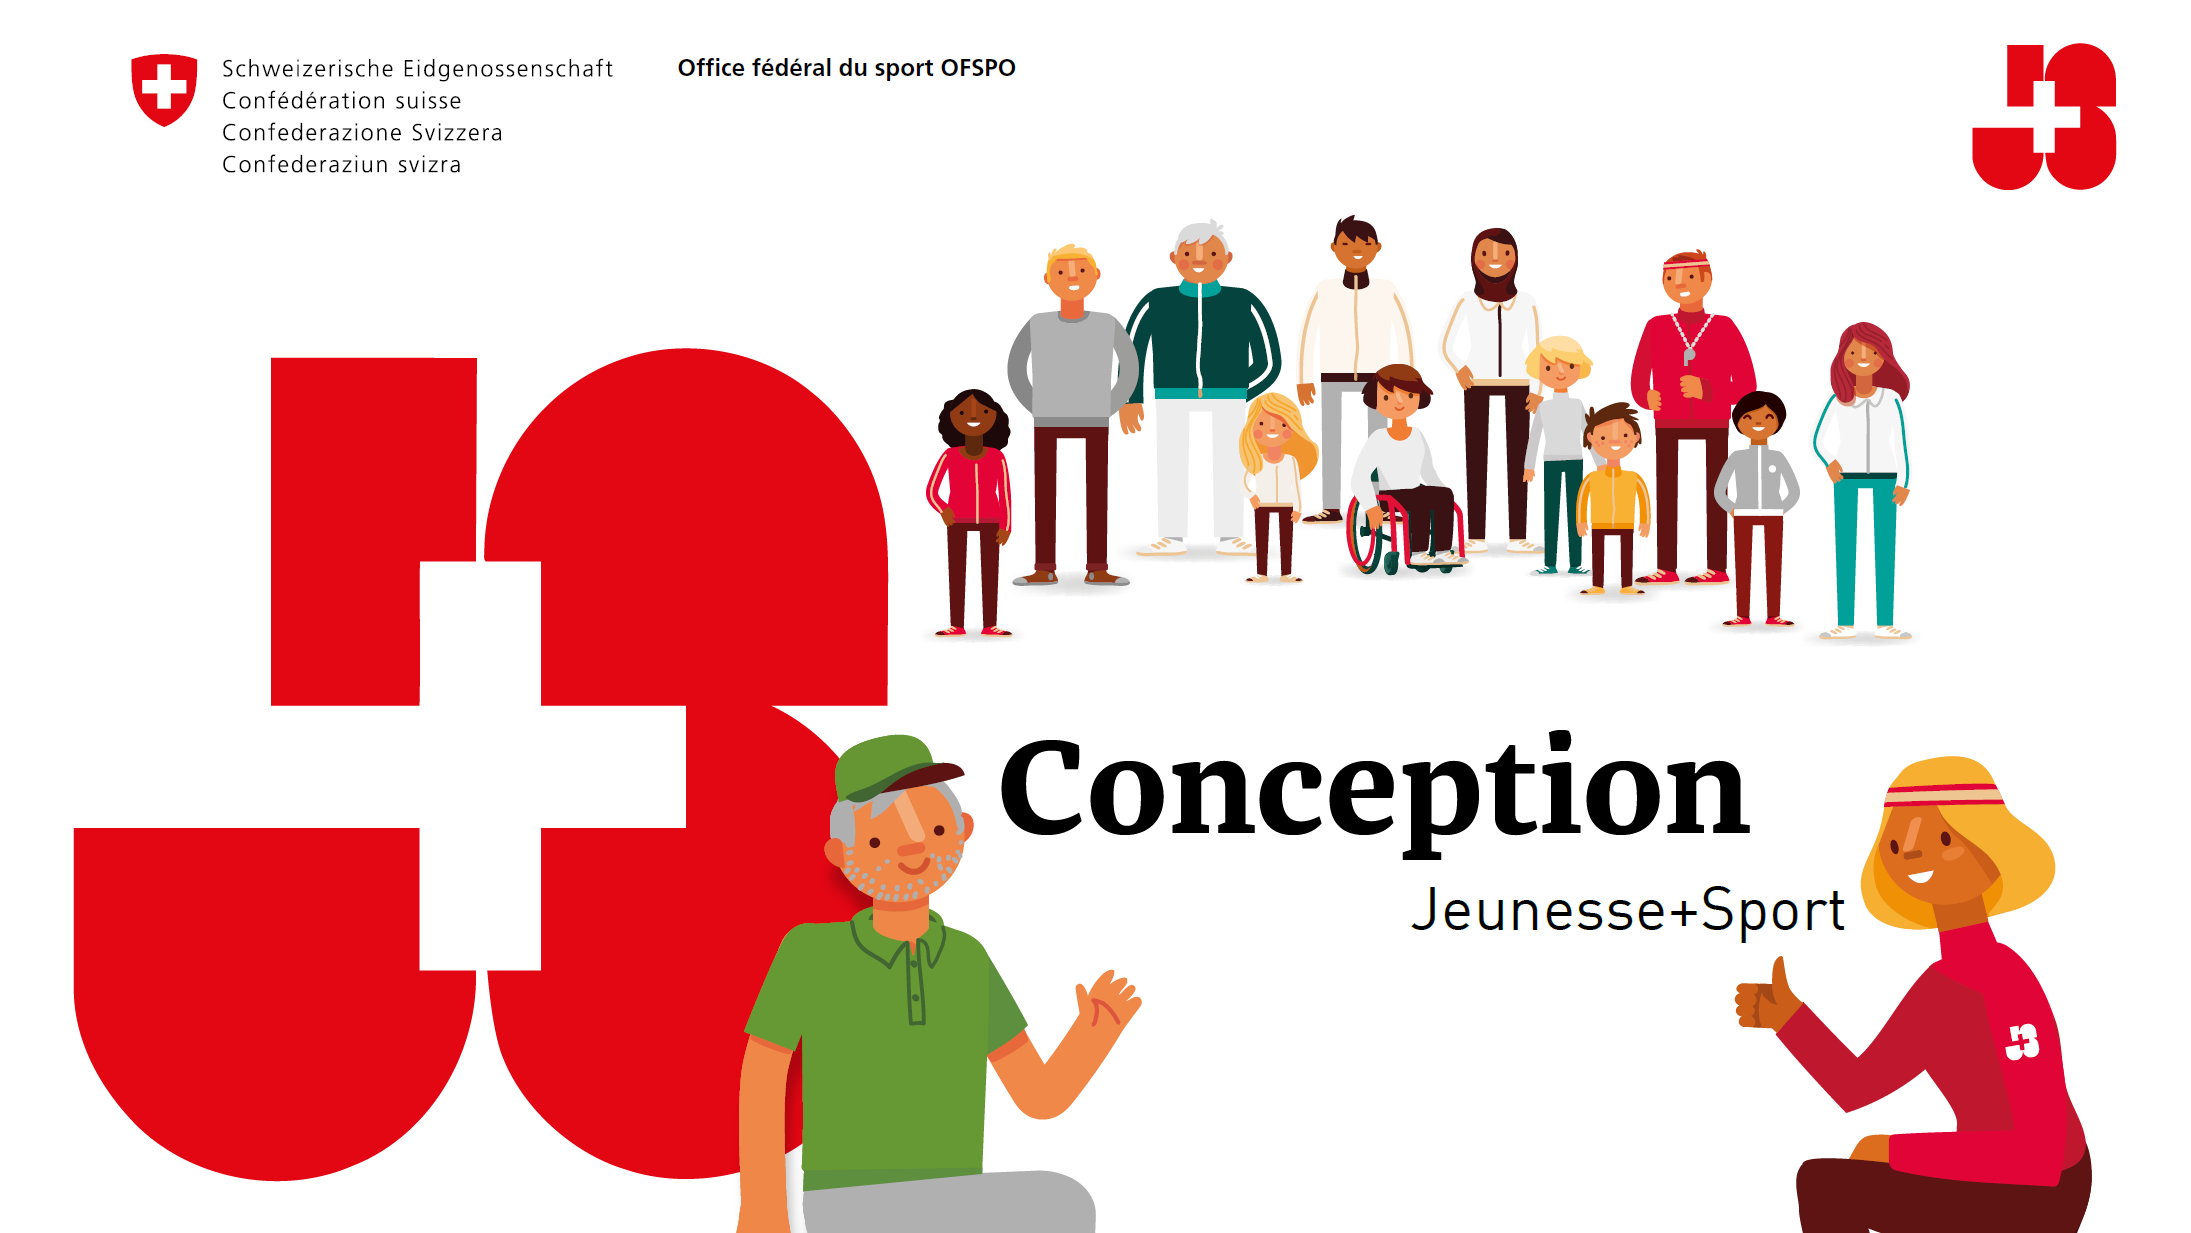 Schweizerische Eidgenossenschaft
Confédération suisse
Confederazione Svizzera
Confederaziun svizra
Office fédéral du sport OFSPO
Conception
Jeunesse+Sport